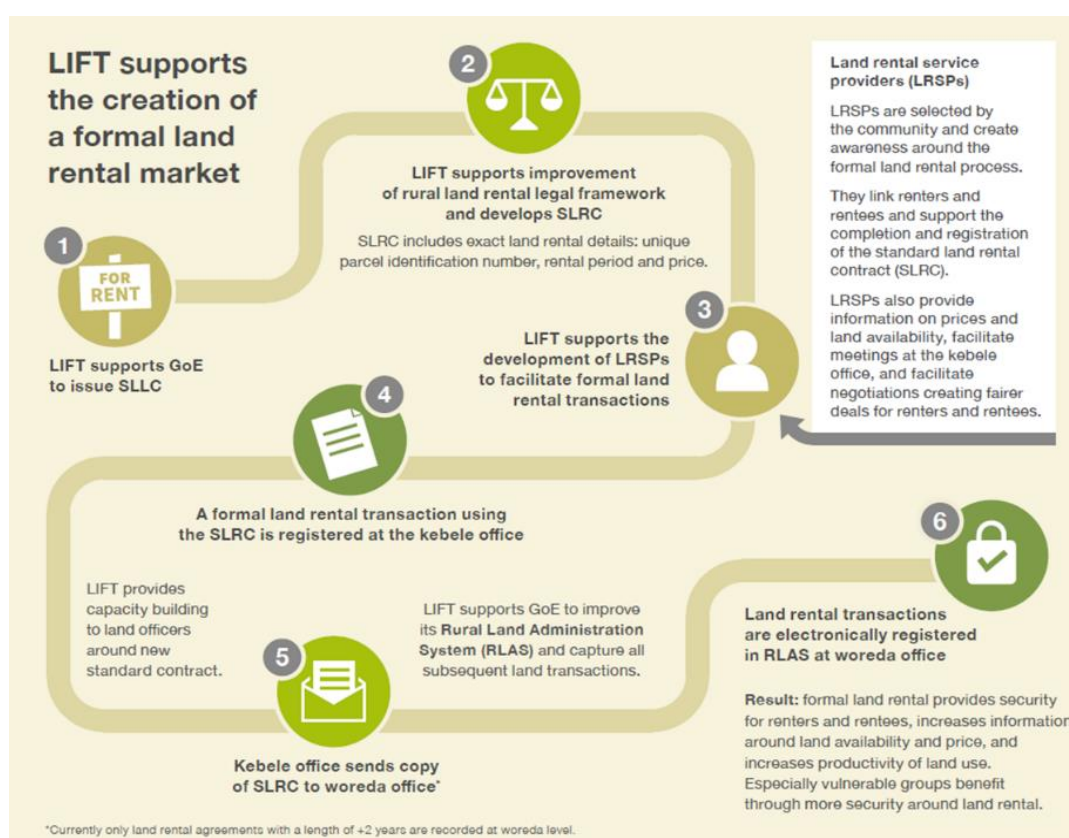 LIFT supports
the creation of
a formal land
rental market
1
FOR
RENT
LIFT supports GoE
to issue SLLC
2
LIFT supports improvement
of rural land rental legal framework
and develops SLRC
SLRC includes exact land rental details: unique
parcel identification number, rental period and price.
3
LIFT supports the
development of LRSPs
to facilitate formal land
rental transactions
Land rental service
providers (LRSPs)
LRSPs are selected by
the community and create
awareness around the
formal land rental process.
They link renters and
rentees and support the
completion and registration
of the standard land rental
contract (SLRC).
LRSPs also provide
information on prices and
land availability, facilitate
meetings at the kebele
office, and facilitate
negotiations creating fairer
deals for renters and rentees.
4
A formal land rental transaction using
the SLRC is registered at the kebele office
LIFT provides
capacity building
to land officers
around new
standard contract.
5
Kebele office sends copy
of SLRC to woreda office*
LIFT supports GoE to improve
its Rural Land Administration
System (RLAS) and capture all
subsequent land transactions.
6
Land rental transactions
are electronically registered
in RLAS at woreda office
Result: formal land rental provides security
for renters and rentees, increases information
around land availability and price, and
increases productivity of land use.
Especially vulnerable groups benefit
through more security around land rental.
*Currently only land rental agreements with a length of +2 years are recorded at woreda level.